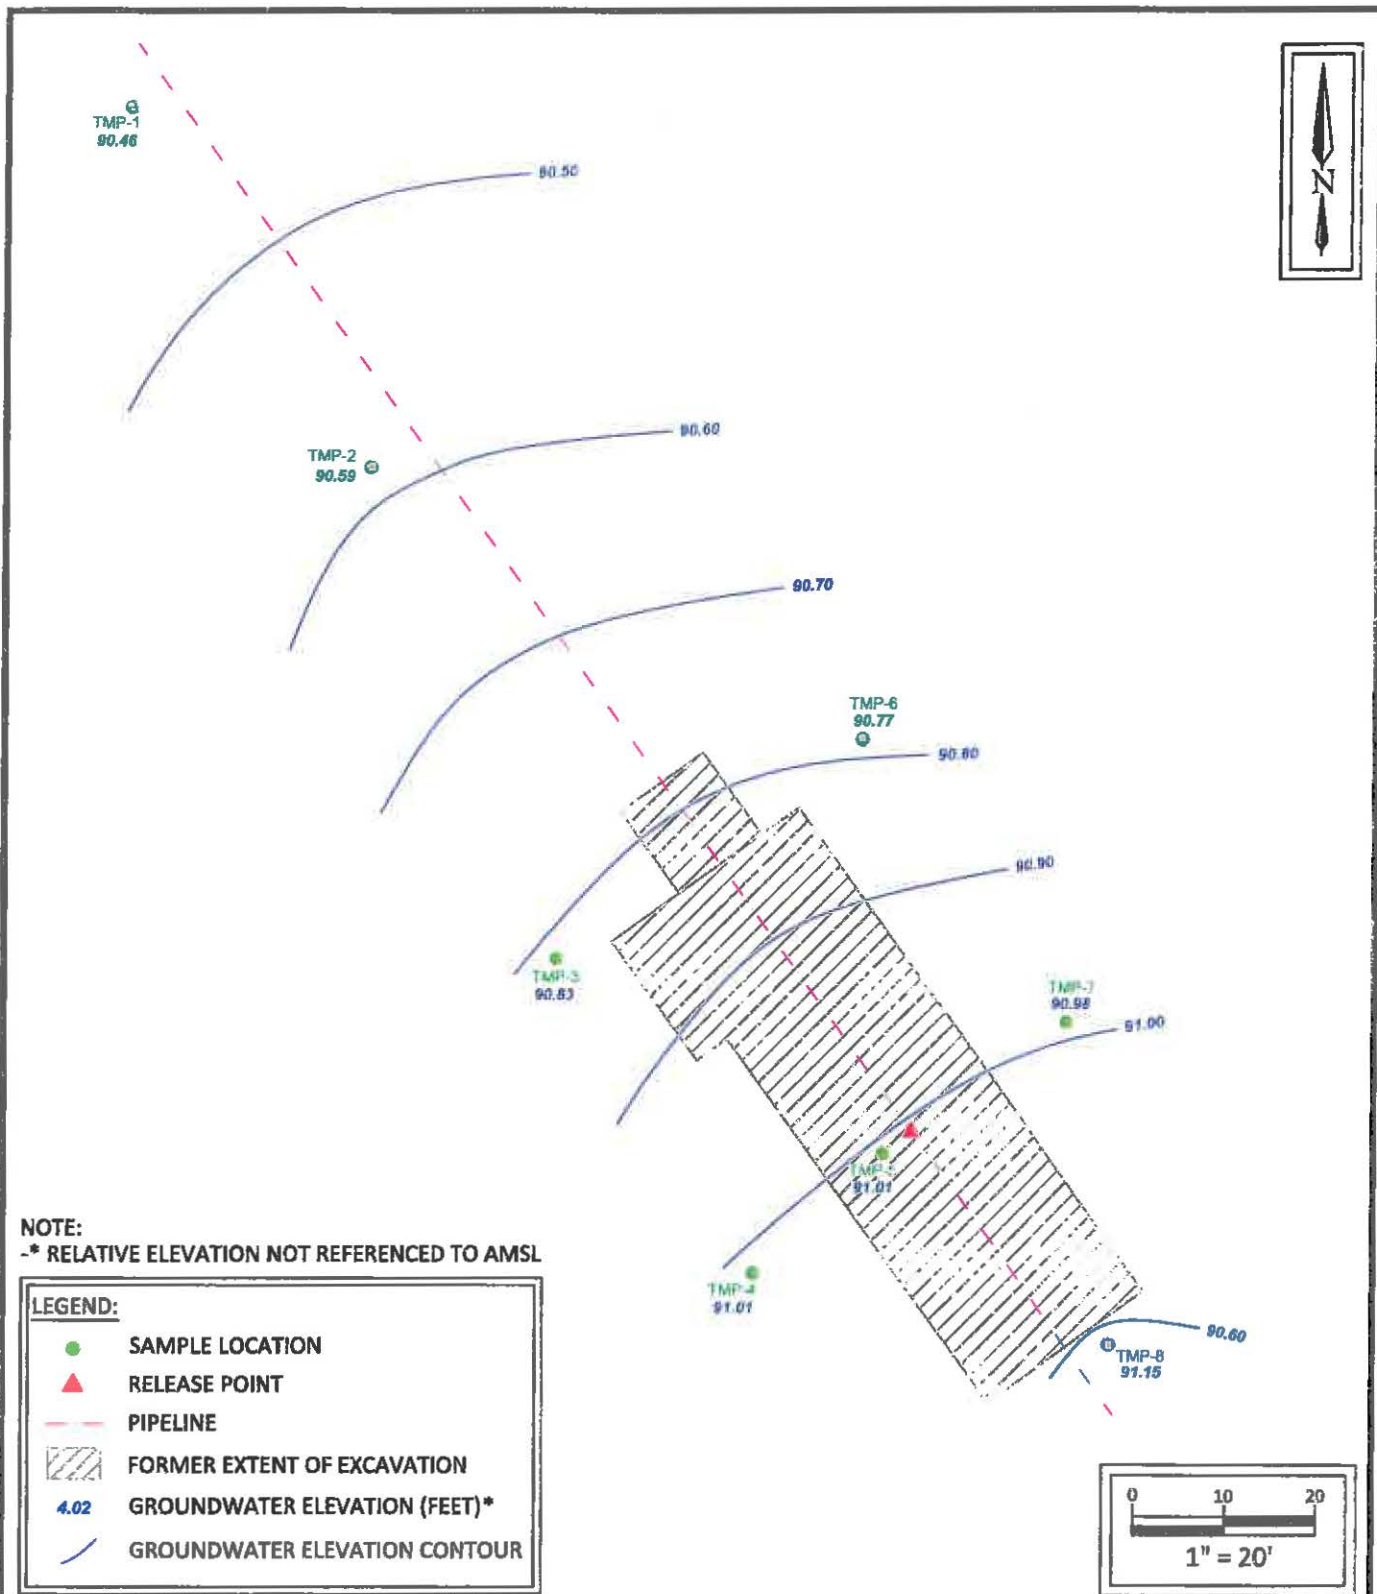 TMP-1
90.46
90.50
N
90.60
TMP-2
90.59
90.70
TMP-6
90.77
90.80
90.90
TMP-3
90.83
TMP-7
90.98
91.00
TMP-5
91.01
TMP-4
91.01
90.60
TMP-8
91.15
NOTE:
-* RELATIVE ELEVATION NOT REFERENCED TO AMSL
LEGEND:
SAMPLE LOCATION
RELEASE POINT
PIPELINE
FORMER EXTENT OF EXCAVATION
4.02 GROUNDWATER ELEVATION (FEET)*
GROUNDWATER ELEVATION CONTOUR
0 10 20
1" = 20'